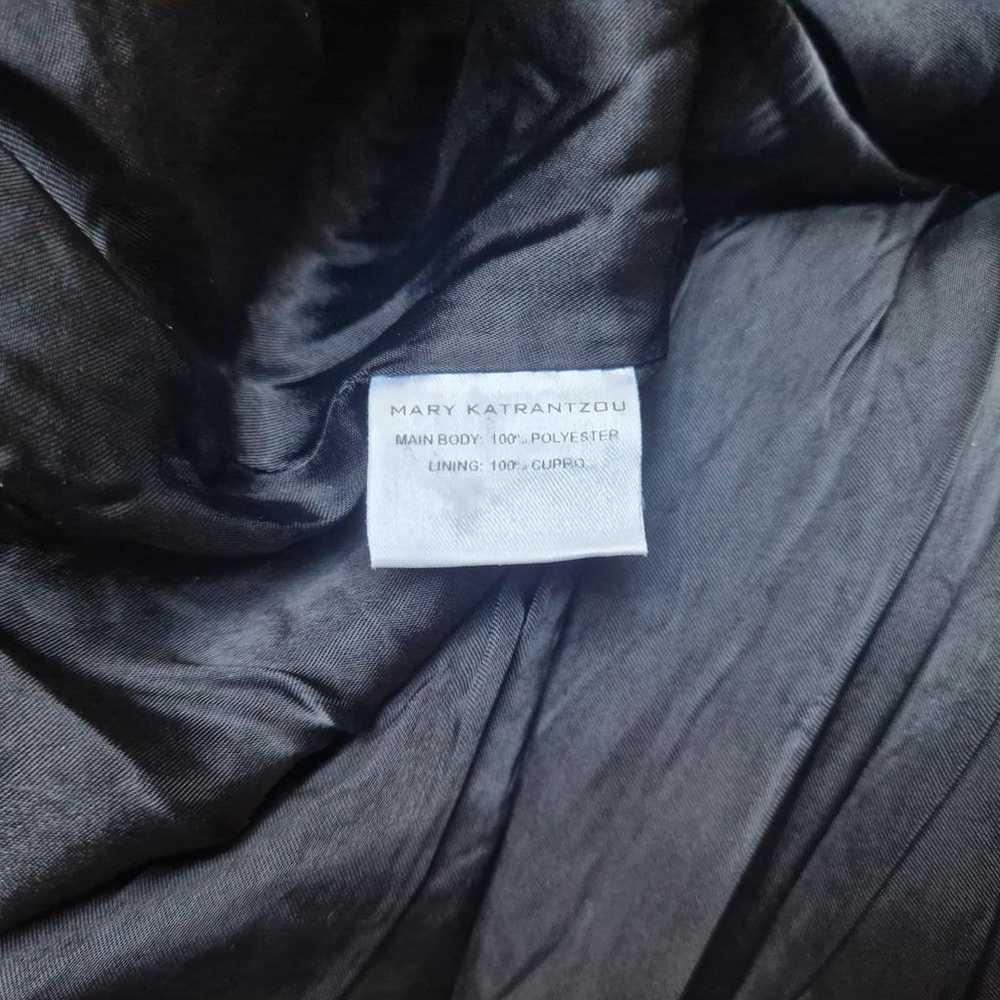 MARY KATRANTZOU
MAIN BODY: 100% POLYESTER
LINING: 100% CUPRO